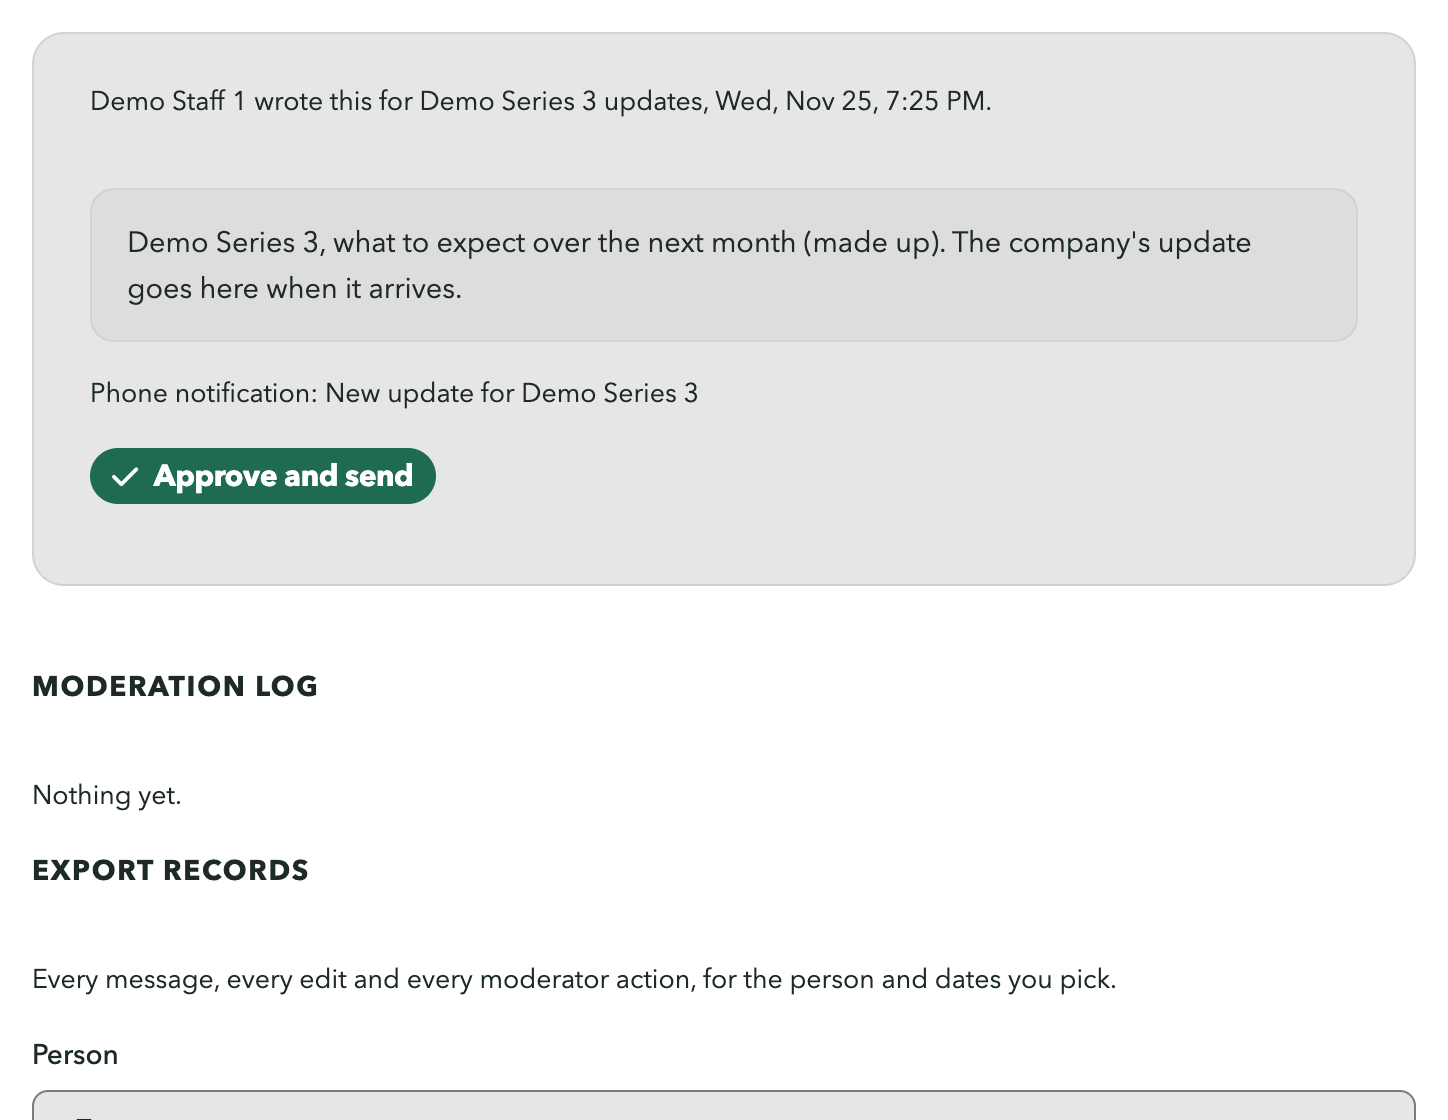 Demo Staff 1 wrote this for Demo Series 3 updates, Wed, Nov 25, 7:25 PM.
Demo Series 3, what to expect over the next month (made up). The company's update
goes here when it arrives.
Phone notification: New update for Demo Series 3
Approve and send
MODERATION LOG
Nothing yet.
EXPORT RECORDS
Every message, every edit and every moderator action, for the person and dates you pick.
Person